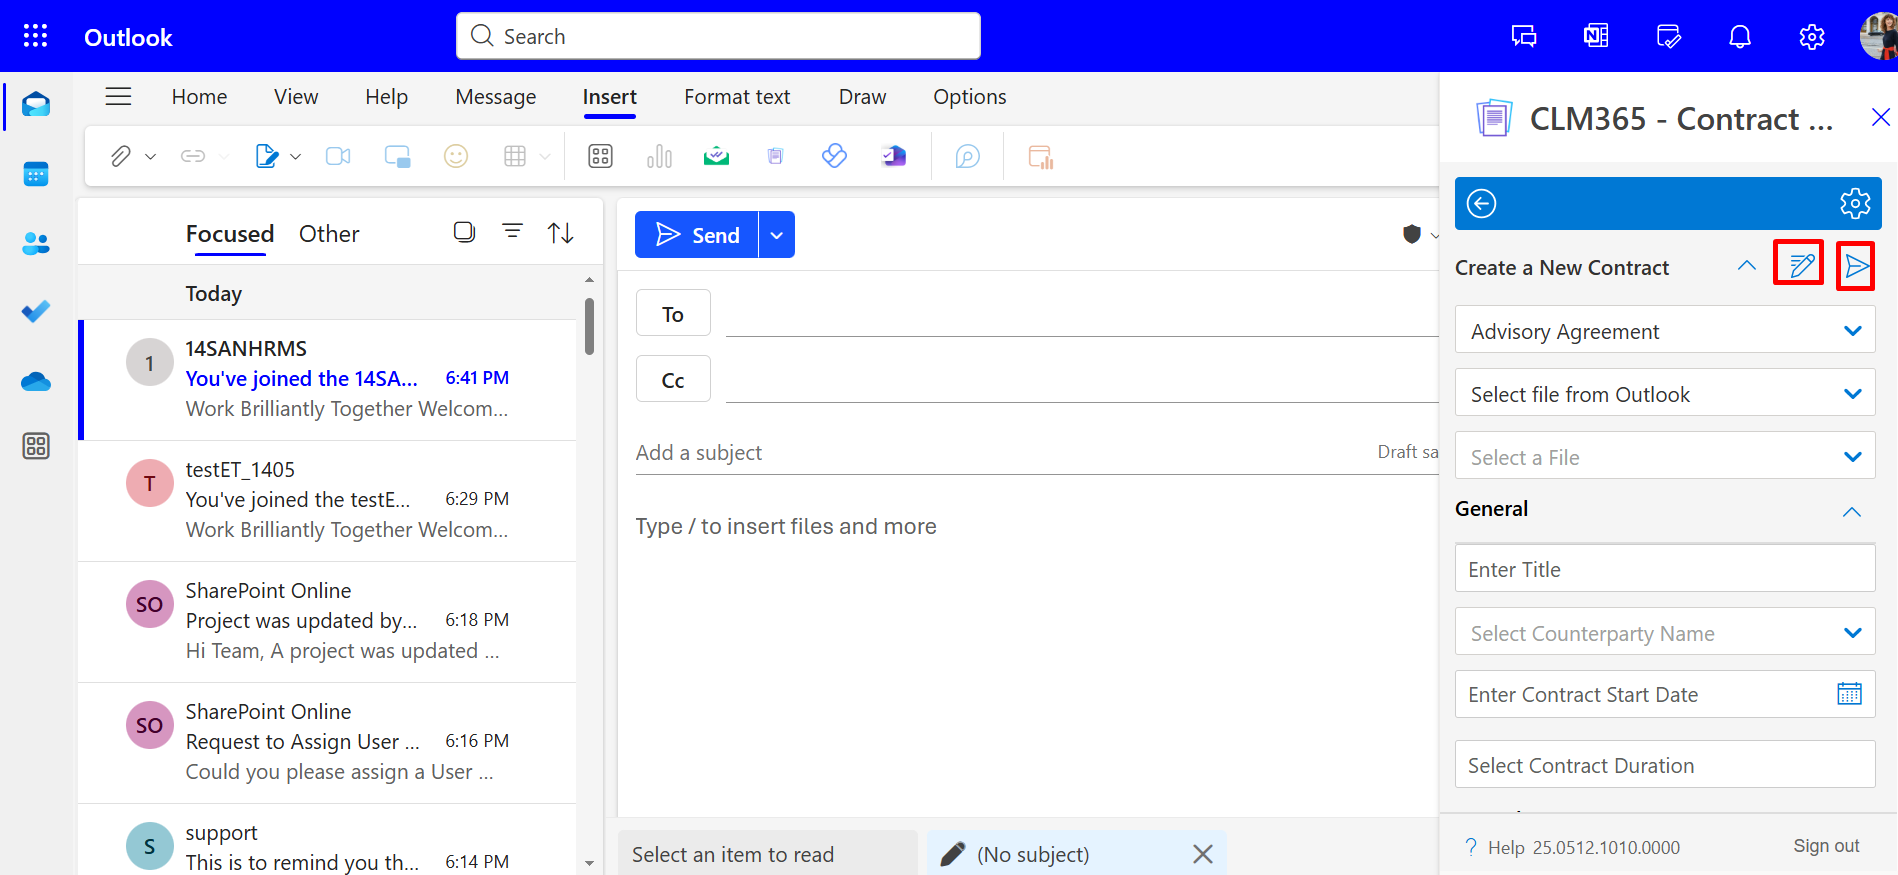 Outlook
Search
Home View Help Message Insert Format text Draw Options
CLM365 - Contract ...
Focused Other
Today
1
14SANHRMS
You've joined the 14SA... 6:41 PM
Work Brilliantly Together Welcom...
T
testET_1405
You've joined the testE... 6:29 PM
Work Brilliantly Together Welcom...
SO
SharePoint Online
Project was updated by... 6:18 PM
Hi Team, A project was updated ...
SO
SharePoint Online
Request to Assign User ... 6:16 PM
Could you please assign a User ...
S
support
This is to remind you th... 6:14 PM
Send
To
Cc
Add a subject Draft sa
Type / to insert files and more
Select an item to read
(No subject)
Create a New Contract
Advisory Agreement
Select file from Outlook
Select a File
General
Enter Title
Select Counterparty Name
Enter Contract Start Date
Select Contract Duration
? Help 25.0512.1010.0000 Sign out